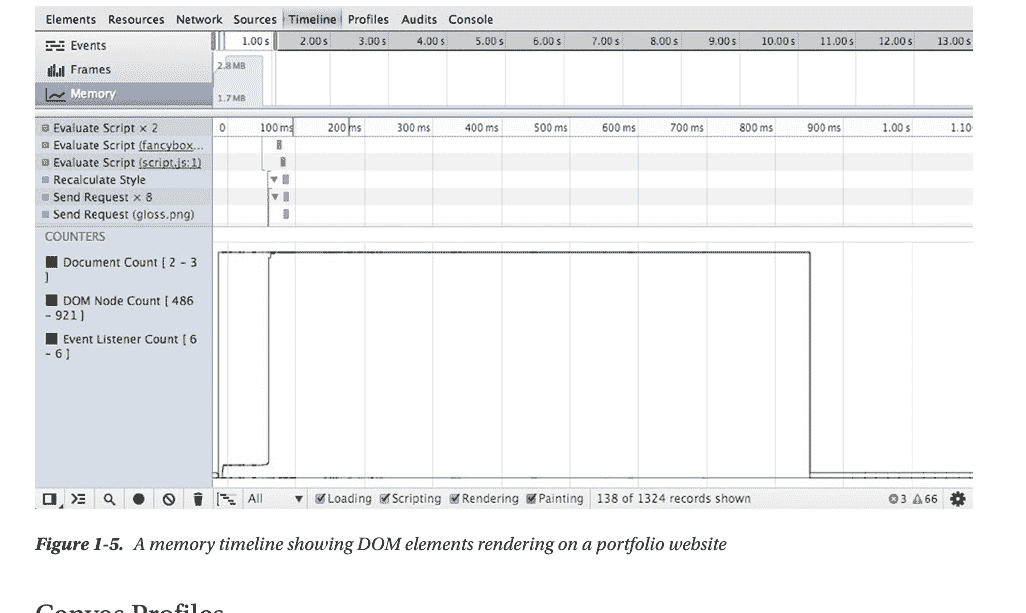 Elements Resources Network Sources Timeline Profiles Audits Console
Events
Frames
Memory
1.00 s 2.00 s 3.00 s 4.00 s 5.00 s 6.00 s 7.00 s 8.00 s 9.00 s 10.00 s 11.00 s 12.00 s 13.00 s
2.8 MB
1.7 MB
Evaluate Script × 2
Evaluate Script (fancybox...
Evaluate Script (script.js:1)
Recalculate Style
Send Request × 8
Send Request (gloss.png)
0 100 ms 200 ms 300 ms 400 ms 500 ms 600 ms 700 ms 800 ms 900 ms 1.00 s 1.10
COUNTERS
Document Count [ 2 – 3
]
DOM Node Count [ 486
– 921 ]
Event Listener Count [ 6
– 6 ]
All Loading Scripting Rendering Painting 138 of 1324 records shown 3 66
Figure 1-5. A memory timeline showing DOM elements rendering on a portfolio website
Canvas Profiles